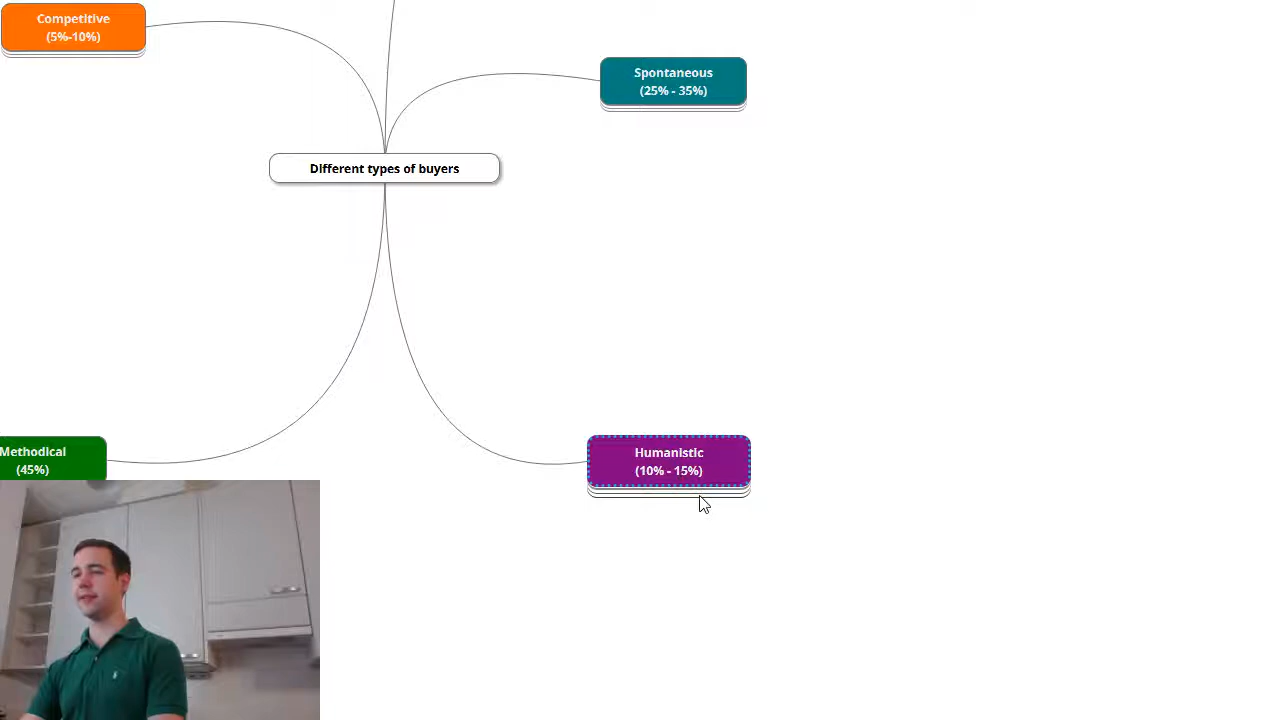 Competitive
(5%-10%)
Spontaneous
(25% - 35%)
Different types of buyers
Methodical
(45%)
Humanistic
(10% - 15%)